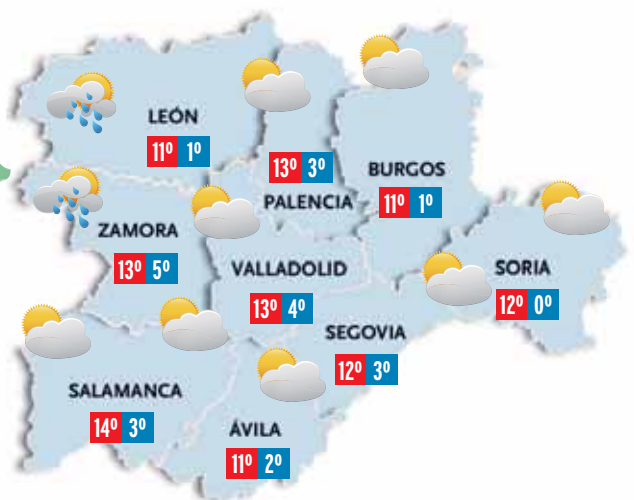 LEÓN
11º 1º
13º 3º
PALENCIA
BURGOS
11º 1º
ZAMORA
13º 5º
VALLADOLID
13º 4º
SORIA
12º 0º
SEGOVIA
12º 3º
SALAMANCA
14º 3º
ÁVILA
11º 2º